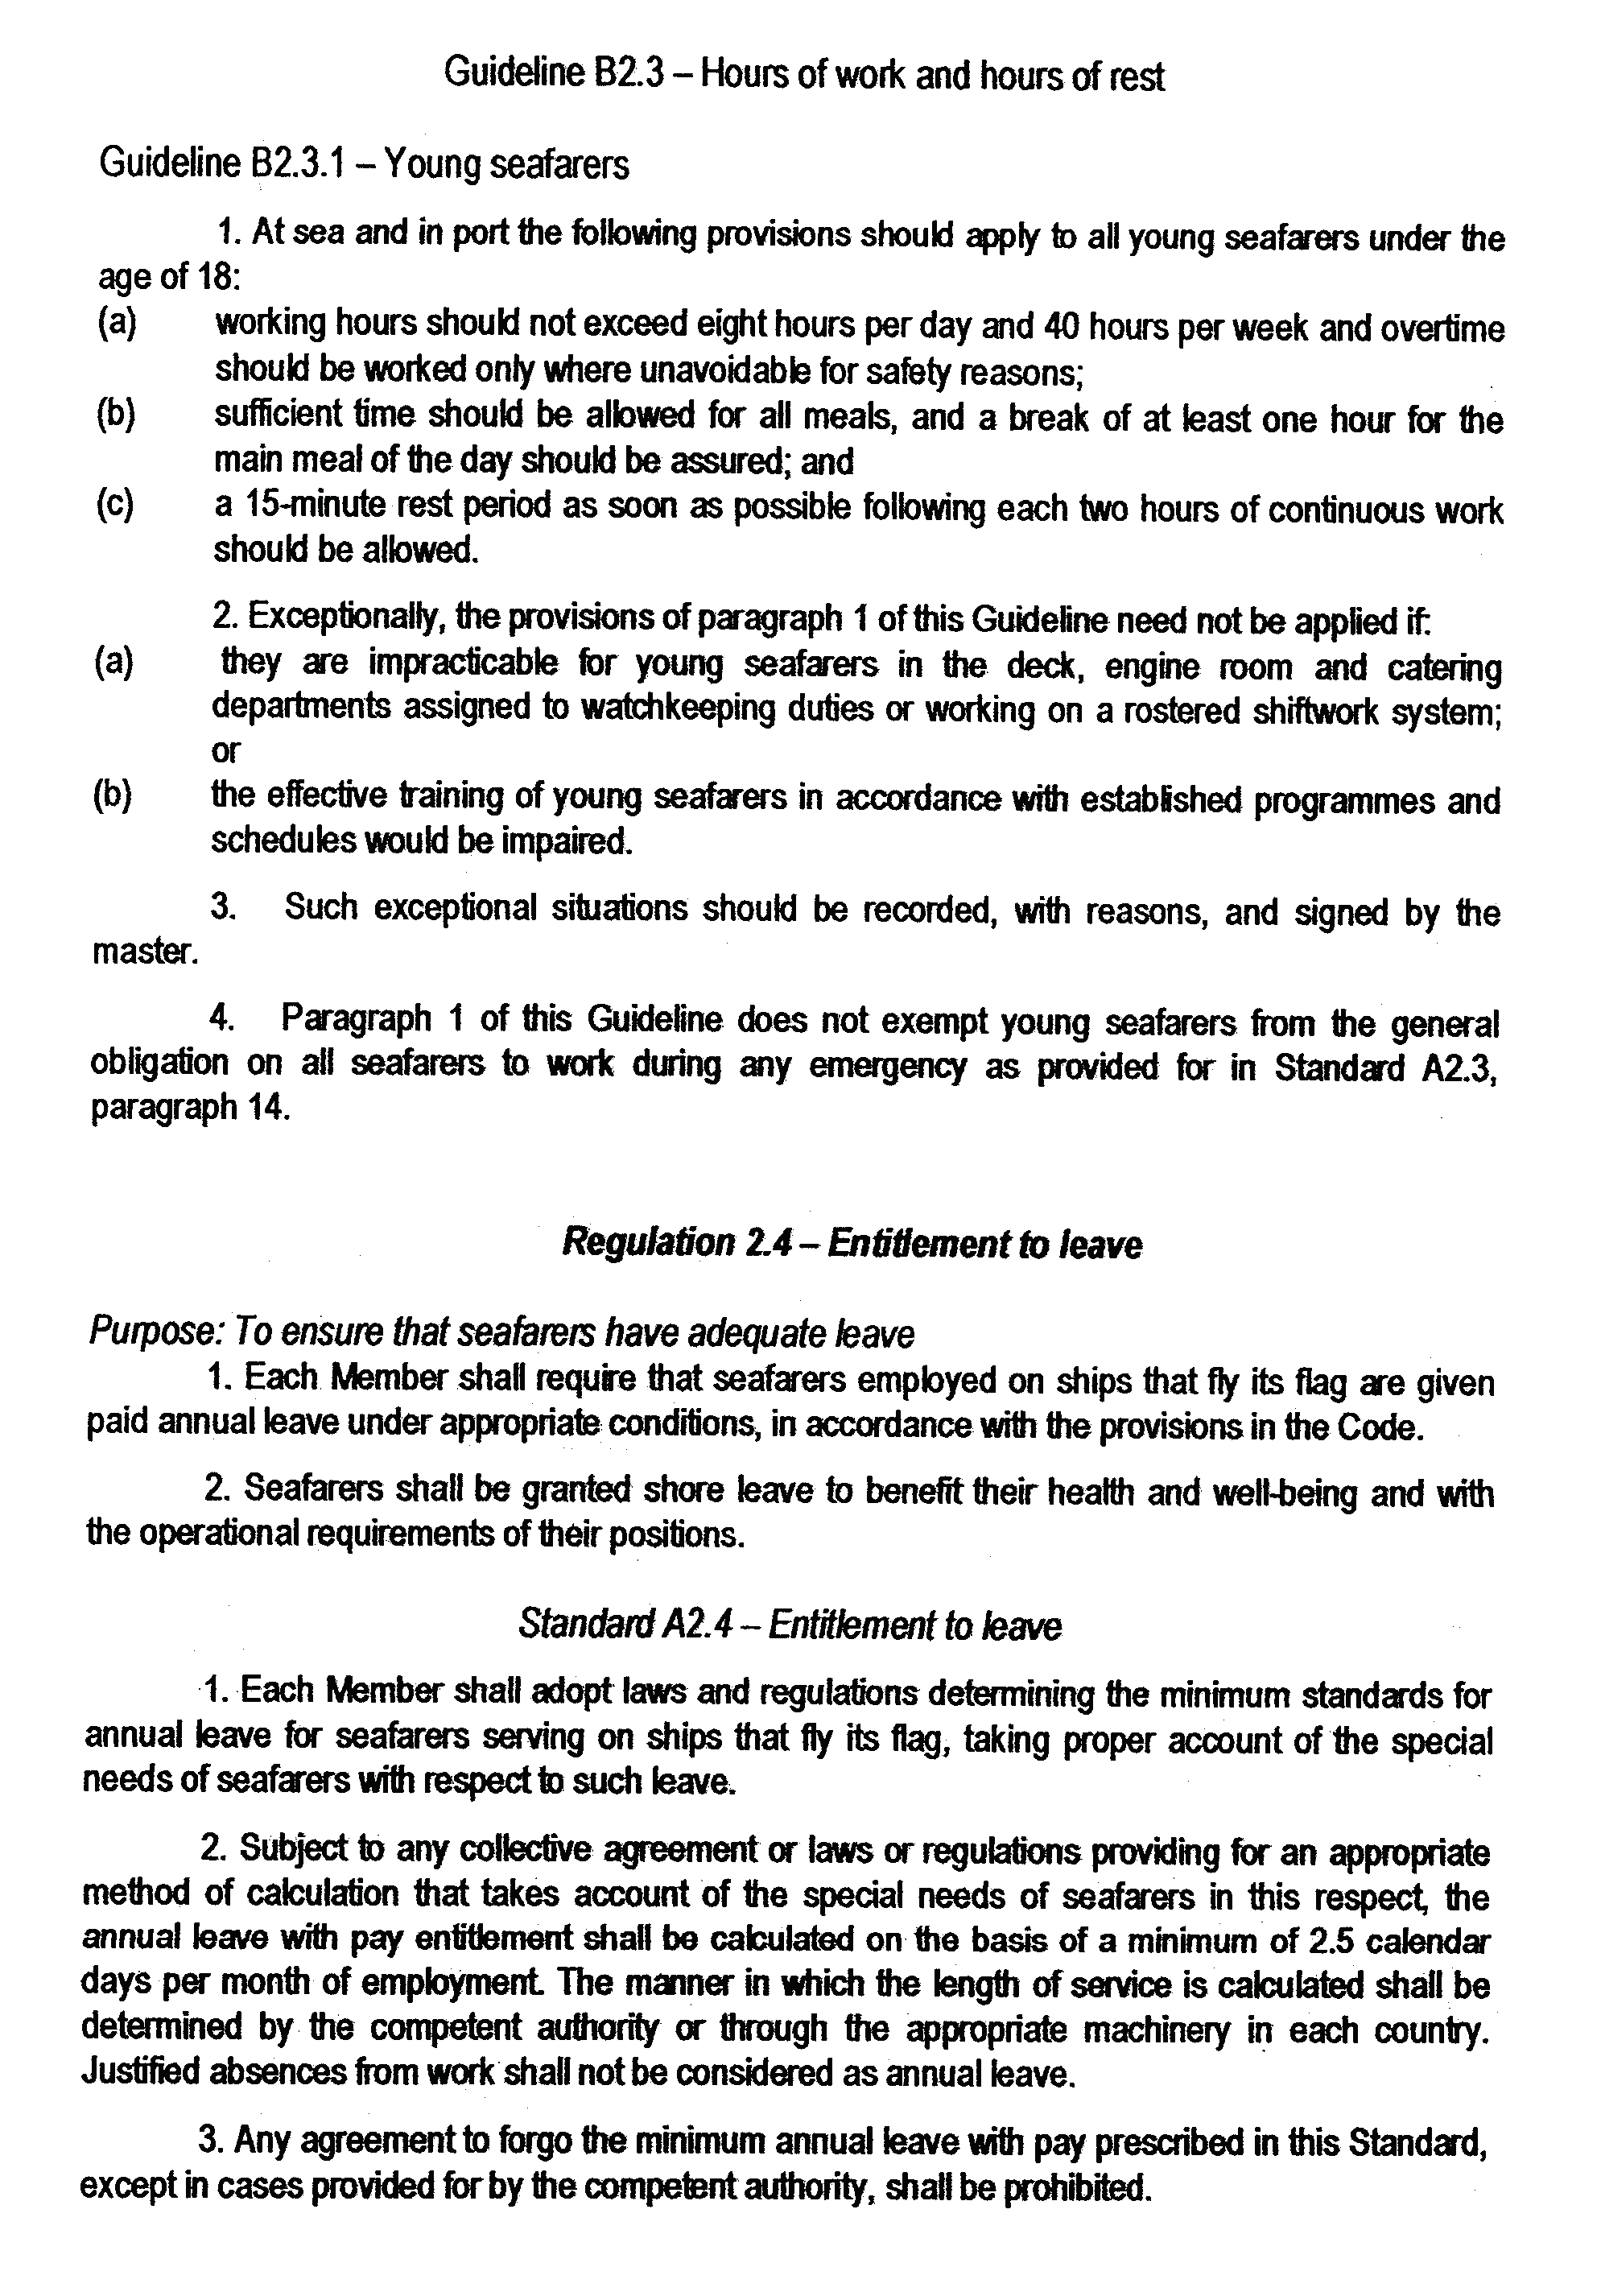 Guideline B2.3 – Hours of work and hours of rest
Guideline B2.3.1 – Young seafarers
1. At sea and in port the following provisions should apply to all young seafarers under the
age of 18:
(a) working hours should not exceed eight hours per day and 40 hours per week and overtime
should be worked only where unavoidable for safety reasons;
(b) sufficient time should be allowed for all meals, and a break of at least one hour for the
main meal of the day should be assured; and
(c) a 15-minute rest period as soon as possible following each two hours of continuous work
should be allowed.
2. Exceptionally, the provisions of paragraph 1 of this Guideline need not be applied if:
(a) they are impracticable for young seafarers in the deck, engine room and catering
departments assigned to watchkeeping duties or working on a rostered shiftwork system;
or
(b) the effective training of young seafarers in accordance with established programmes and
schedules would be impaired.
3. Such exceptional situations should be recorded, with reasons, and signed by the
master.
4. Paragraph 1 of this Guideline does not exempt young seafarers from the general
obligation on all seafarers to work during any emergency as provided for in Standard A2.3,
paragraph 14.
Regulation 2.4 – Entitlement to leave
Purpose: To ensure that seafarers have adequate leave
1. Each Member shall require that seafarers employed on ships that fly its flag are given
paid annual leave under appropriate conditions, in accordance with the provisions in the Code.
2. Seafarers shall be granted shore leave to benefit their health and well-being and with
the operational requirements of their positions.
Standard A2.4 – Entitlement to leave
1. Each Member shall adopt laws and regulations determining the minimum standards for
annual leave for seafarers serving on ships that fly its flag, taking proper account of the special
needs of seafarers with respect to such leave.
2. Subject to any collective agreement or laws or regulations providing for an appropriate
method of calculation that takes account of the special needs of seafarers in this respect, the
annual leave with pay entitlement shall be calculated on the basis of a minimum of 2.5 calendar
days per month of employment. The manner in which the length of service is calculated shall be
determined by the competent authority or through the appropriate machinery in each country.
Justified absences from work shall not be considered as annual leave.
3. Any agreement to forgo the minimum annual leave with pay prescribed in this Standard,
except in cases provided for by the competent authority, shall be prohibited.